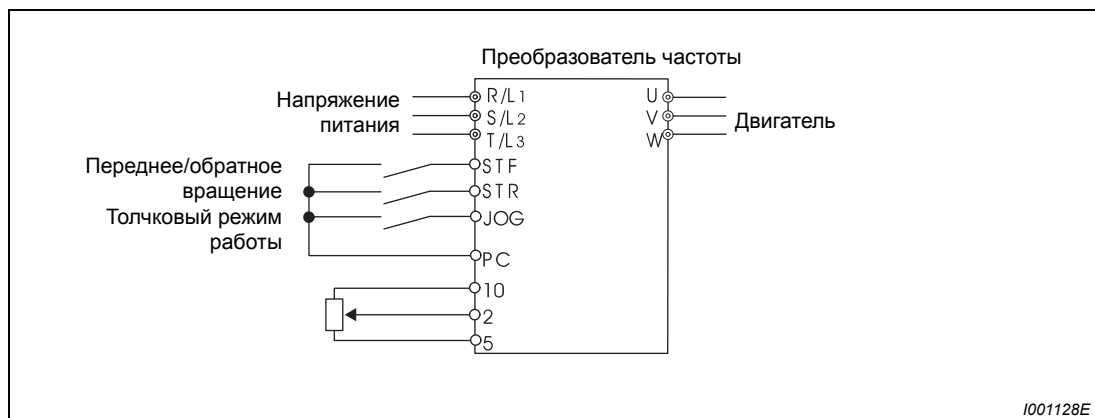 Преобразователь частоты
Напряжение
питания
R/L1
S/L2
T/L3
U
V
W
Двигатель
Переднее/обратное
вращение
Толчковый режим
работы
STF
STR
JOG
PC
10
2
5
I001128E